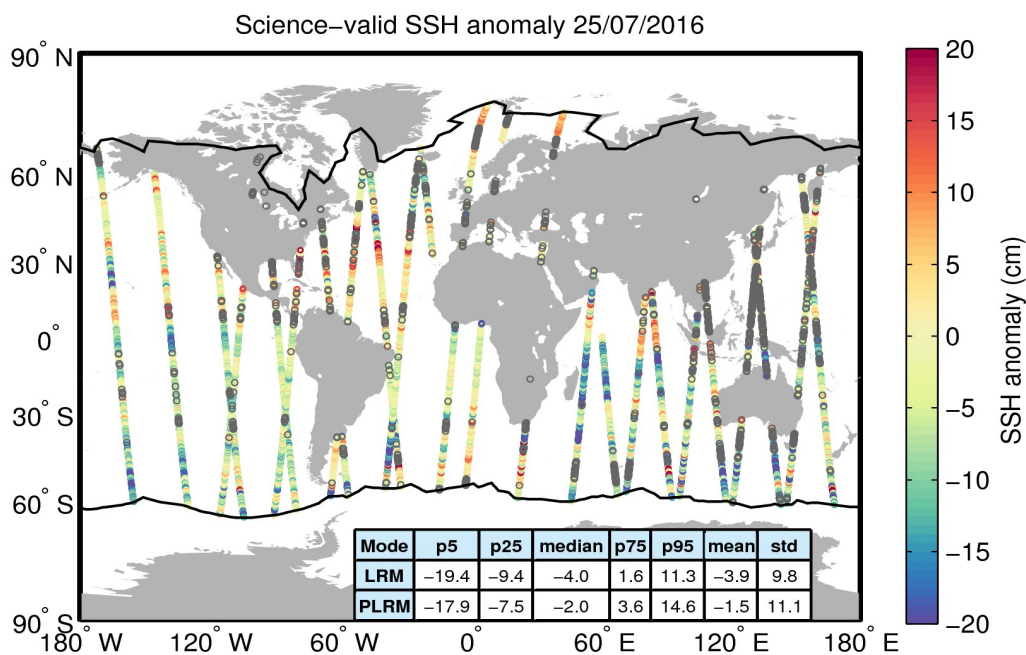 Science−valid SSH anomaly 25/07/2016
90° N
60° N
30° N
0°
30° S
60° S
90° S
180° W
120° W
60° W
0°
60° E
120° E
180° E
Mode p5 p25 median p75 p95 mean std
LRM −19.4 −9.4 −4.0 1.6 11.3 −3.9 9.8
PLRM −17.9 −7.5 −2.0 3.6 14.6 −1.5 11.1
20
15
10
5
0
−5
−10
−15
−20
SSH anomaly (cm)